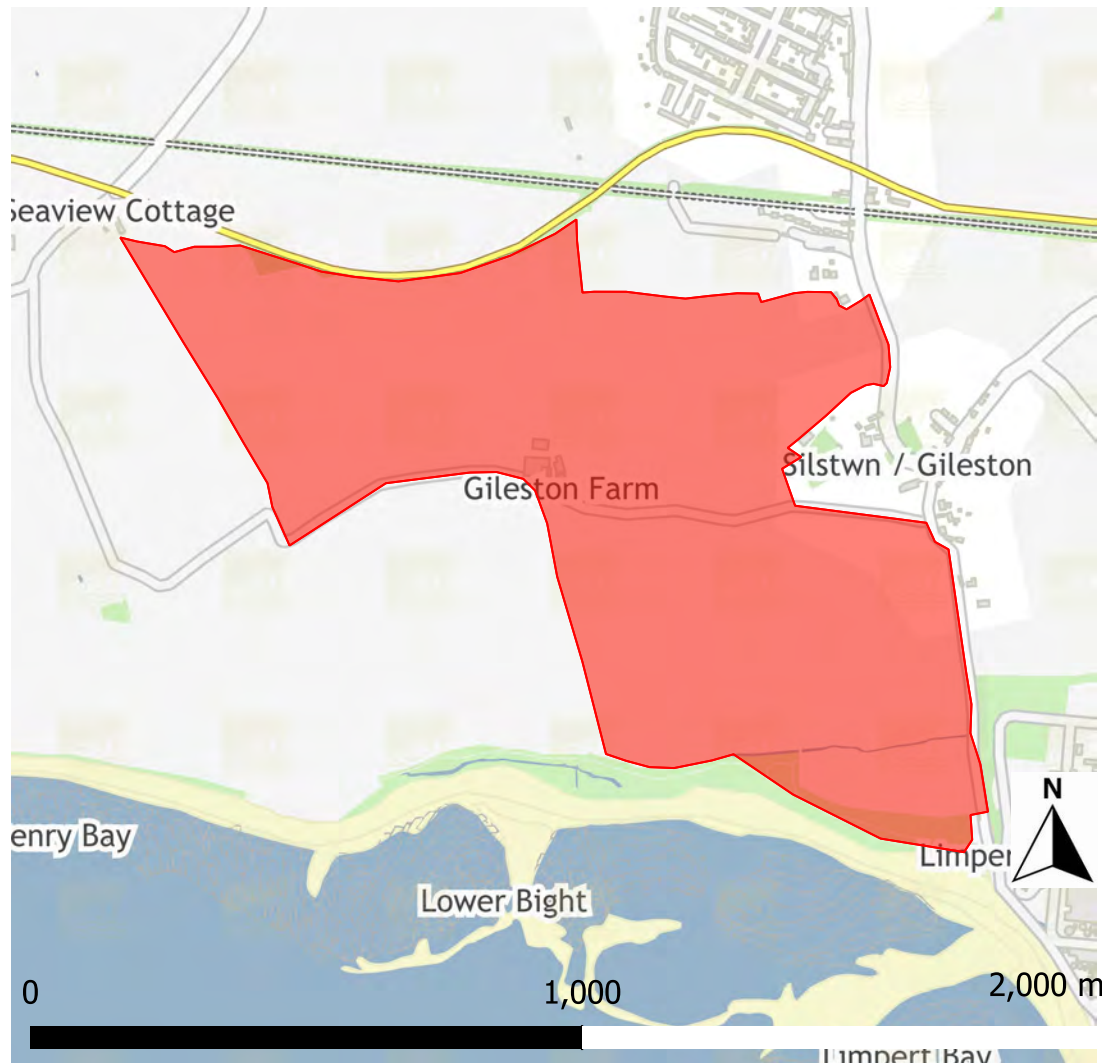 Seaview Cottage
Gileston Farm
Silstwn / Gileston
enry Bay
Limper
N
Lower Bight
0
1,000
2,000 m
Limpert Bay